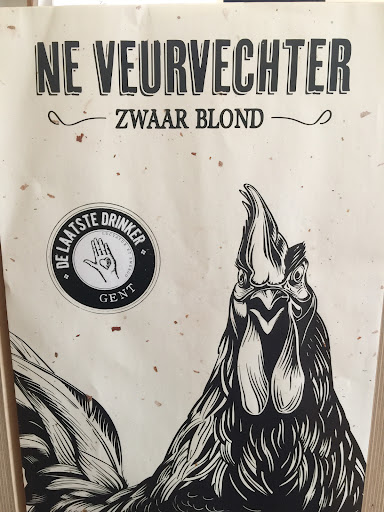 NE VEURVECHTER
ZWAAR BLOND
DE LAATSTE DRINKER
GENT